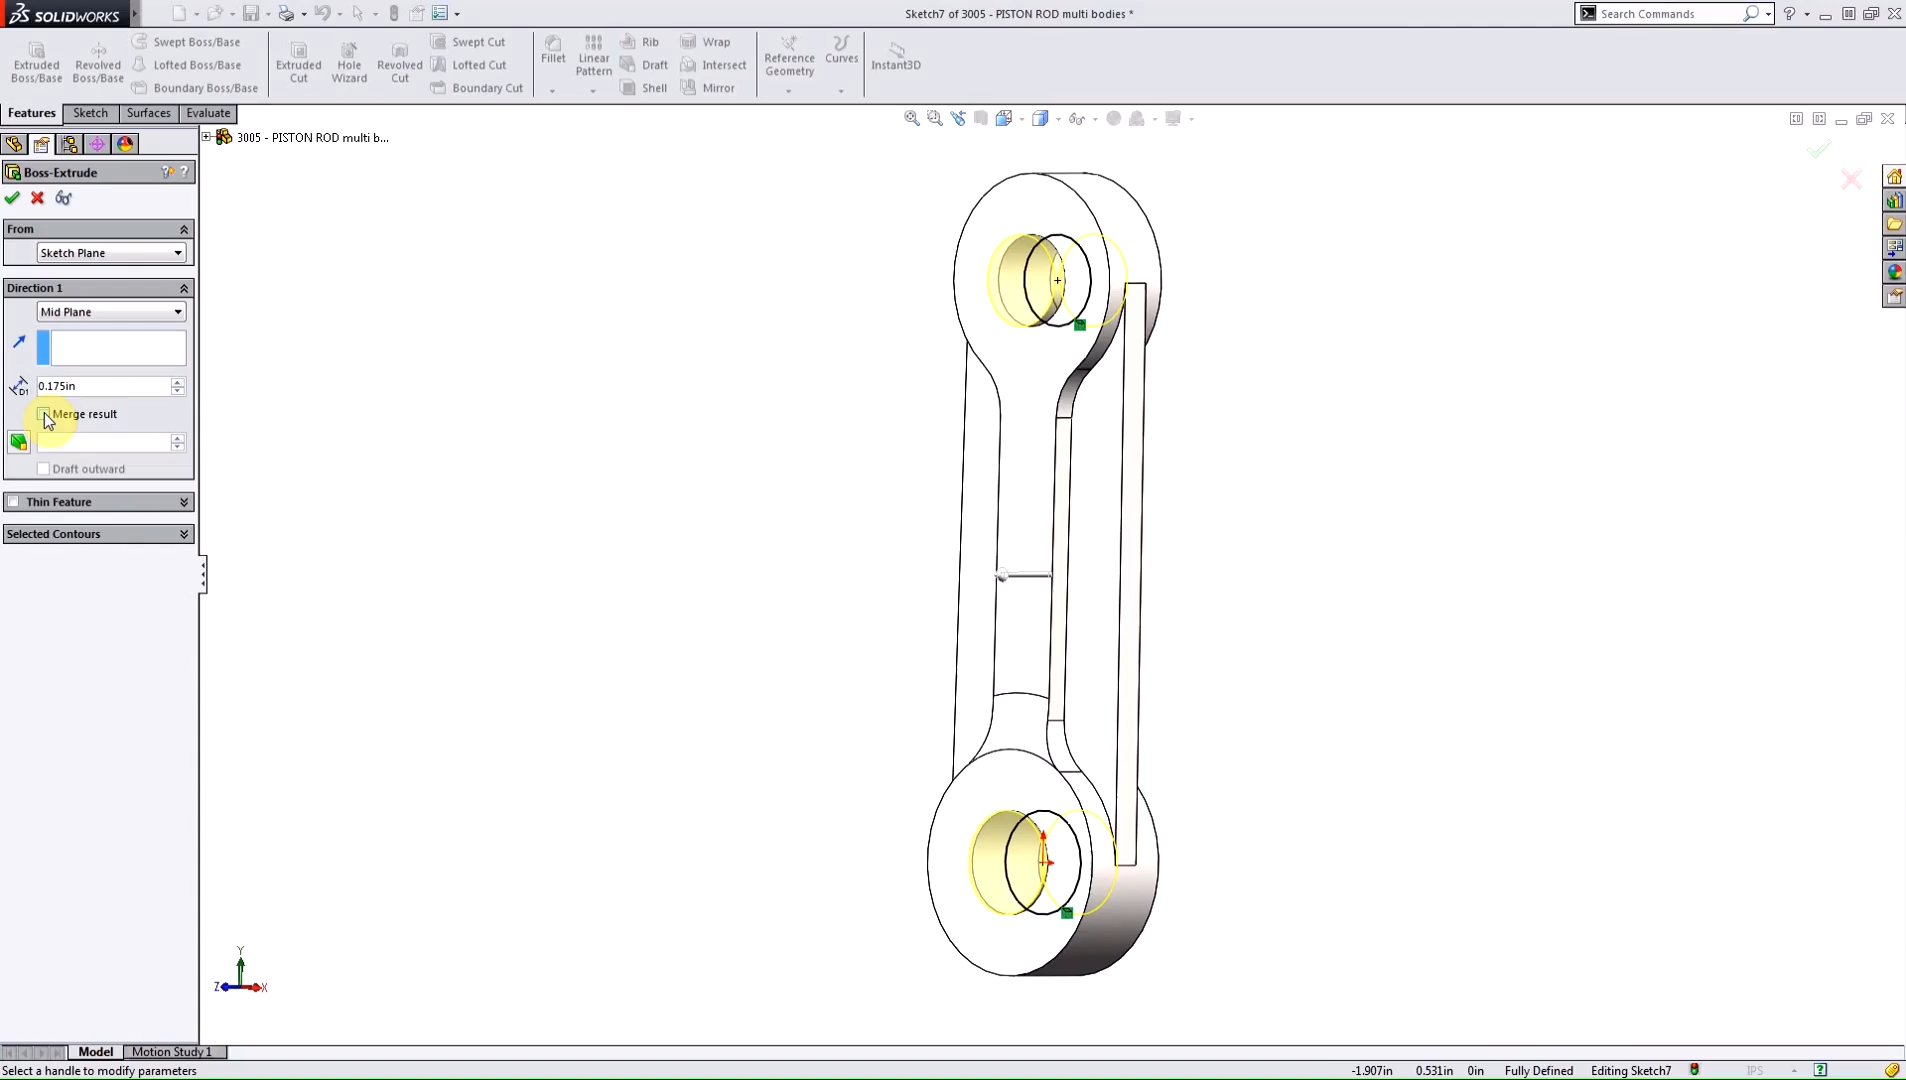 SOLIDWORKS
Sketch7 of 3005 - PISTON ROD multi bodies *
Search Commands
Extruded Boss/Base
Revolved Boss/Base
Swept Boss/Base
Lofted Boss/Base
Boundary Boss/Base
Extruded Cut
Hole Wizard
Revolved Cut
Swept Cut
Lofted Cut
Boundary Cut
Fillet
Linear Pattern
Rib
Draft
Shell
Wrap
Intersect
Mirror
Reference Geometry
Curves
Instant3D
Features Sketch Surfaces Evaluate
3005 - PISTON ROD multi b...
Boss-Extrude
From
Sketch Plane
Direction 1
Mid Plane
D1
0.175in
Merge result
Draft outward
Thin Feature
Selected Contours
Y
Z
X
Model Motion Study 1
Select a handle to modify parameters
-1.907in 0.531in 0in Fully Defined Editing Sketch7 IPS